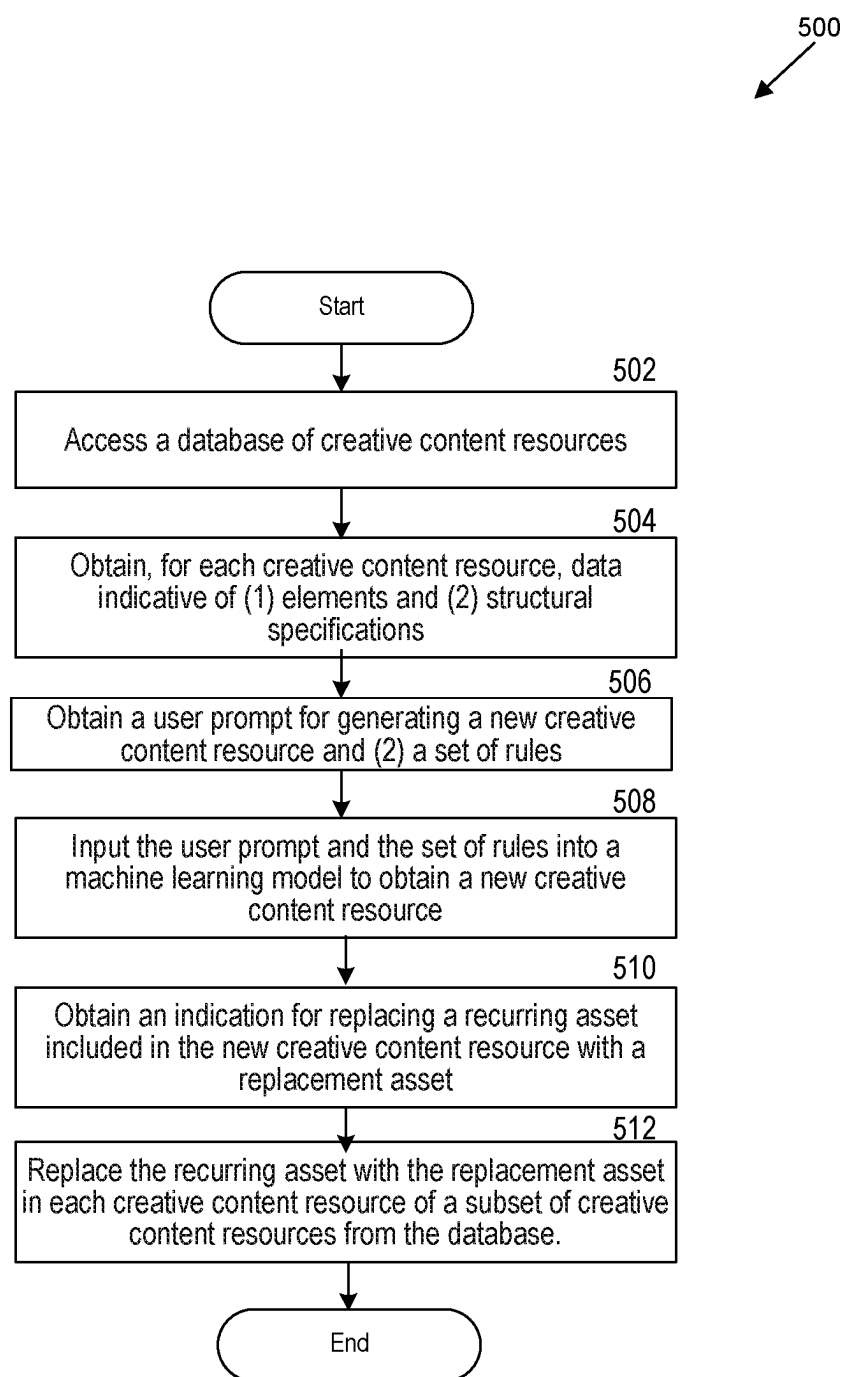 500
Start
502
Access a database of creative content resources
504
Obtain, for each creative content resource, data
indicative of (1) elements and (2) structural
specifications
506
Obtain a user prompt for generating a new creative
content resource and (2) a set of rules
508
Input the user prompt and the set of rules into a
machine learning model to obtain a new creative
content resource
510
Obtain an indication for replacing a recurring asset
included in the new creative content resource with a
replacement asset
512
Replace the recurring asset with the replacement asset
in each creative content resource of a subset of creative
content resources from the database.
End